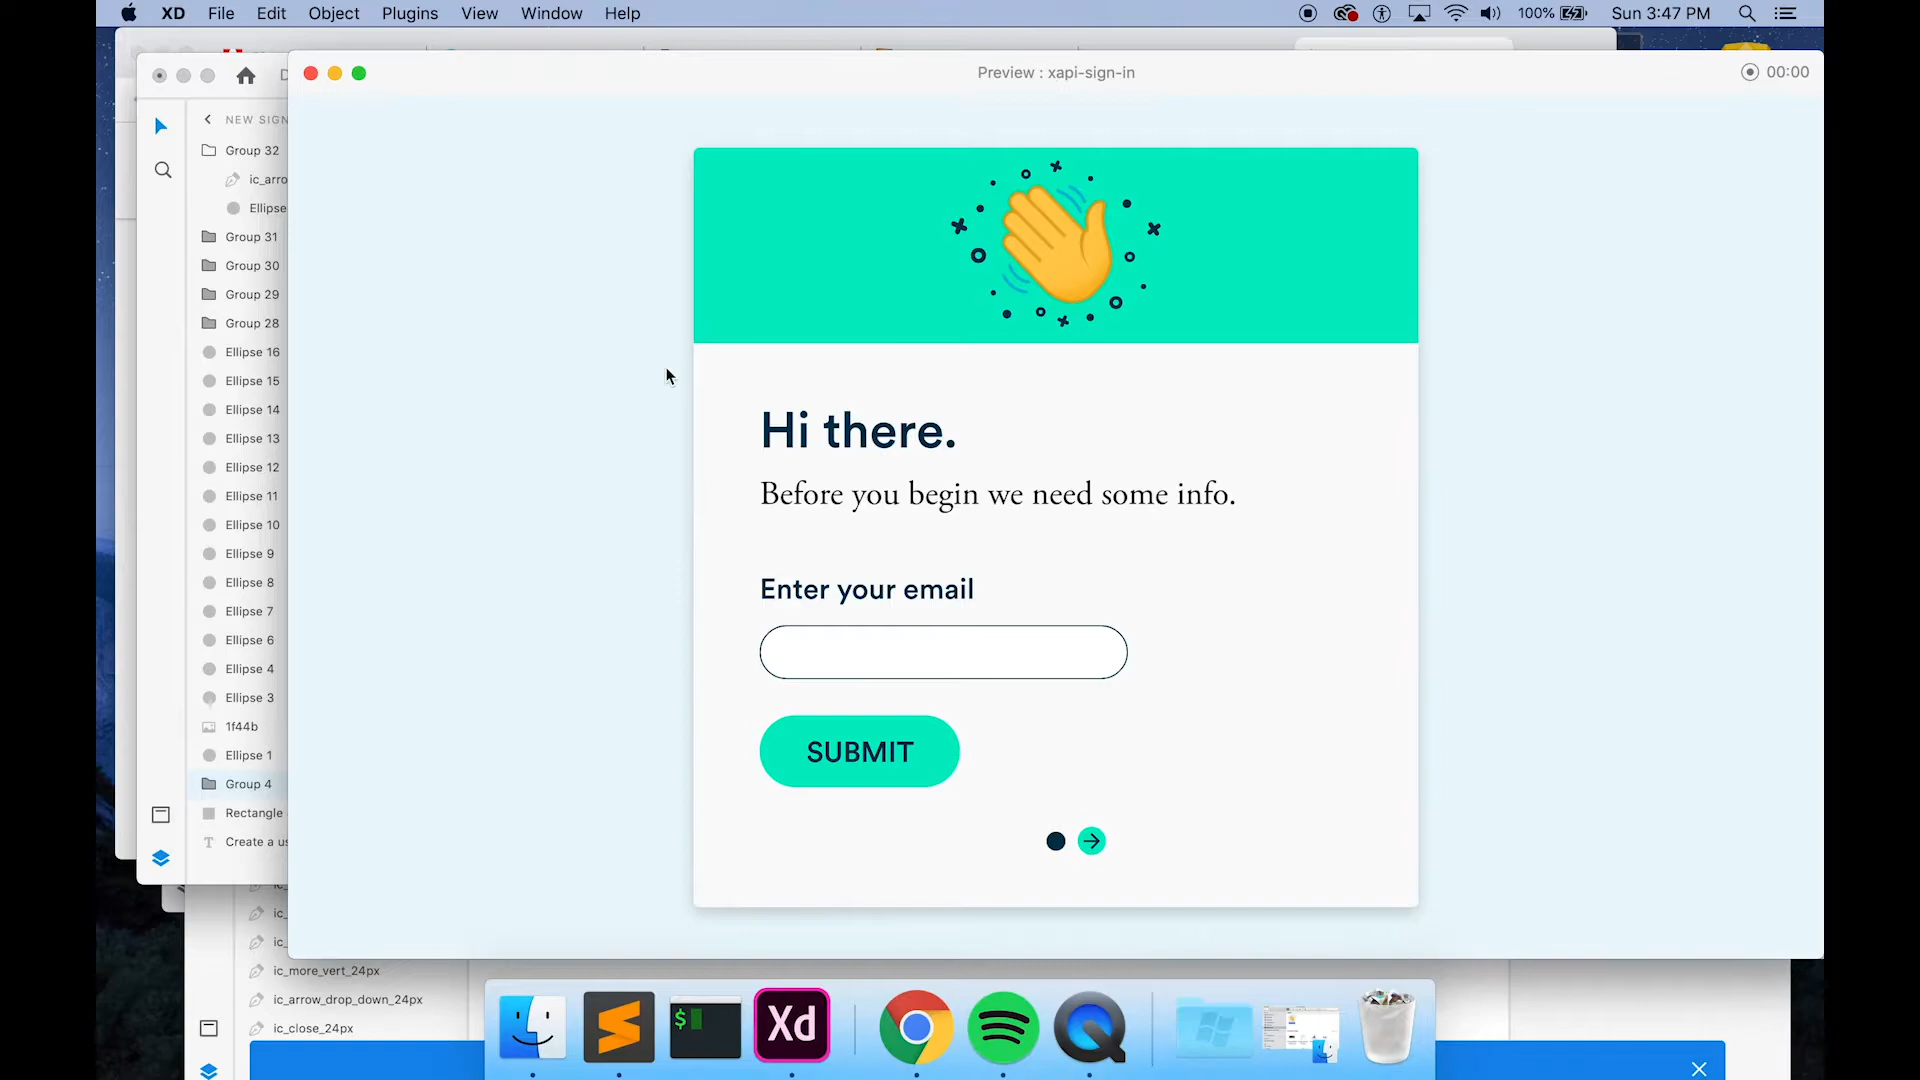 XD File Edit Object Plugins View Window Help 100% Sun 3:47 PM
Preview : xapi-sign-in
00:00
NEW SIGN
Group 32
ic_arro
Ellipse
Group 31
Group 30
Group 29
Group 28
Ellipse 16
Ellipse 15
Ellipse 14
Ellipse 13
Ellipse 12
Ellipse 11
Ellipse 10
Ellipse 9
Ellipse 8
Ellipse 7
Ellipse 6
Ellipse 4
Ellipse 3
1f44b
Ellipse 1
Group 4
Rectangle
Create a us
Hi there.
Before you begin we need some info.
Enter your email
SUBMIT
ic_
ic_
ic_more_vert_24px
ic_arrow_drop_down_24px
ic_close_24px
$
Xd